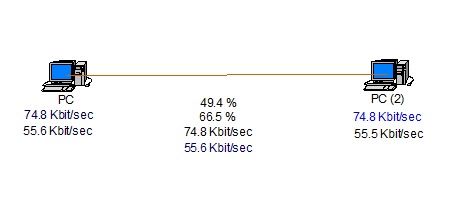 PC
74.8 Kbit/sec
55.6 Kbit/sec
49.4 %
66.5 %
74.8 Kbit/sec
55.6 Kbit/sec
PC (2)
74.8 Kbit/sec
55.5 Kbit/sec